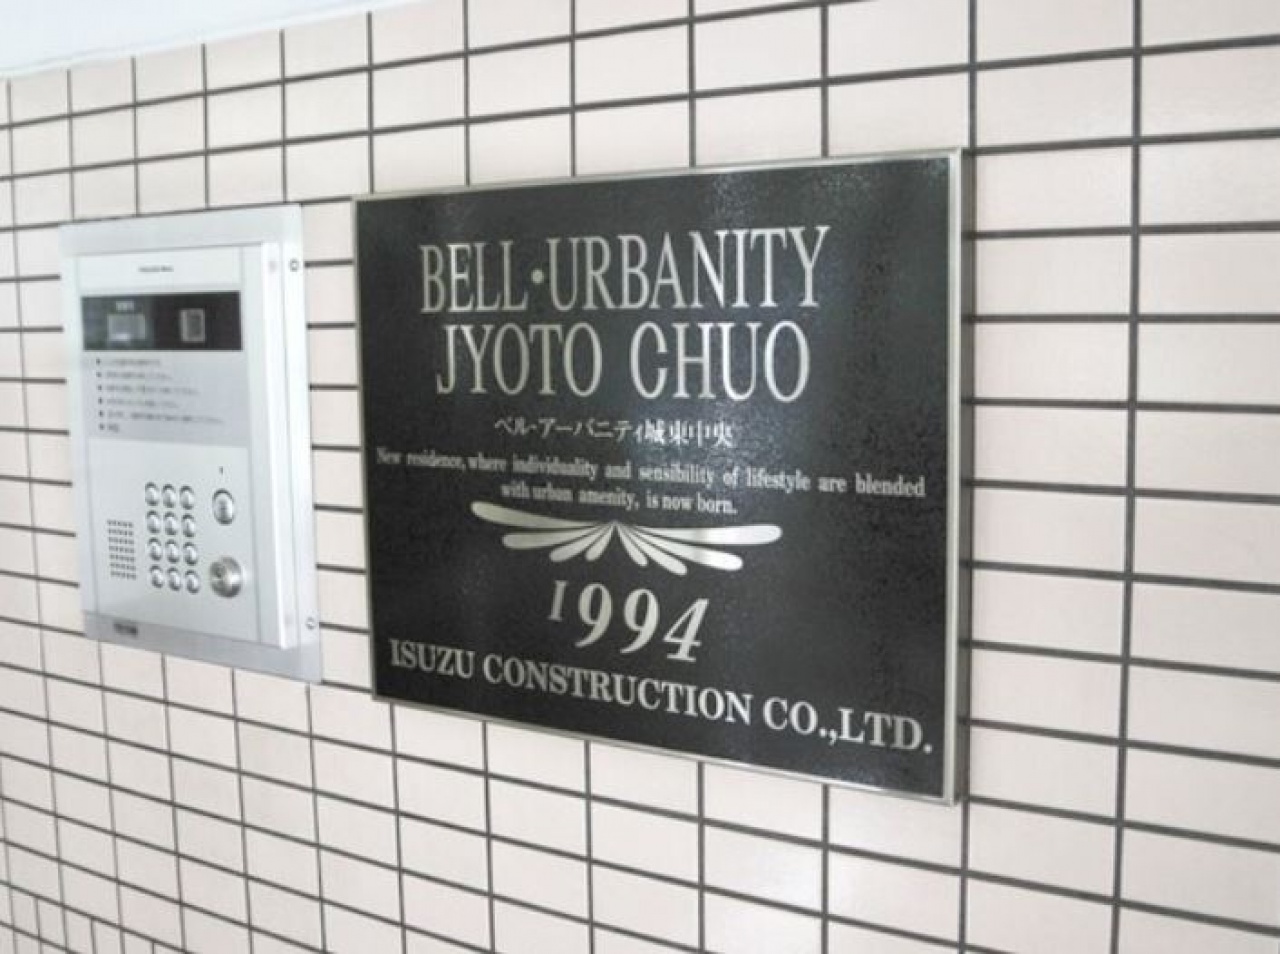 BELL・URBANITY
JYOTO CHUO
ベル・アーバニティ城東中央
New residence, where individuality and sensibility of lifestyle are blended
with urban amenity, is now born.
1994
ISUZU CONSTRUCTION CO.,LTD.